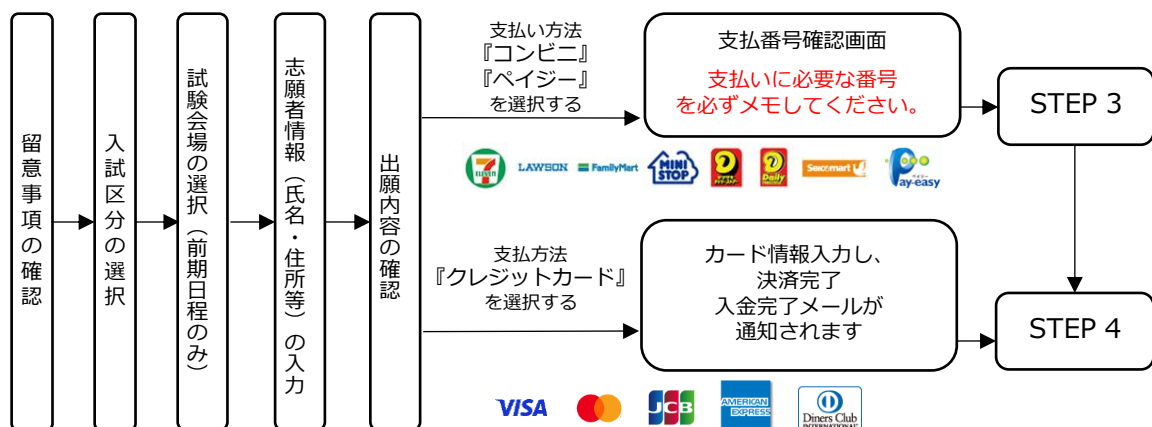 留意事項の確認
入試区分の選択
試験会場の選択（前期日程のみ）
志願者情報（氏名・住所等）の入力
出願内容の確認
支払い方法
『コンビニ』
『ペイジー』
を選択する
支払番号確認画面
支払いに必要な番号
を必ずメモしてください。
STEP 3
7
ELEVEN
LAWSON
FamilyMart
MINI
STOP
Daily
Seicomart
Pay-easy
ペイジー
支払方法
『クレジットカード』
を選択する
カード情報入力し、
決済完了
入金完了メールが
通知されます
STEP 4
VISA
JCB
AMERICAN
EXPRESS
Diners Club
INTERNATIONAL